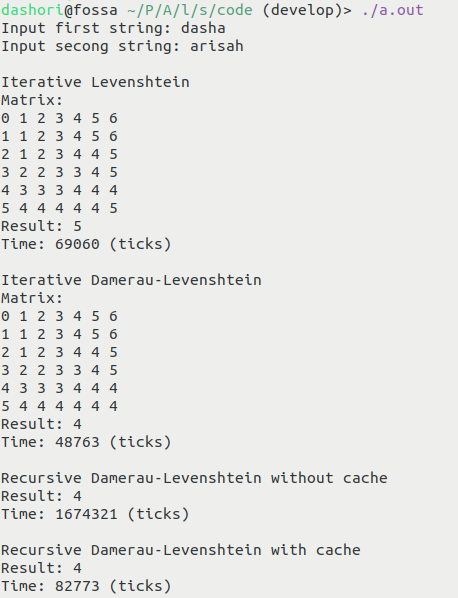 dashori@fossa ~/P/A/l/s/code (develop)> ./a.out
Input first string: dasha
Input secong string: arisah

Iterative Levenshtein
Matrix:
0 1 2 3 4 5 6
1 1 2 3 4 5 6
2 1 2 3 4 4 5
3 2 2 3 3 4 5
4 3 3 3 4 4 4
5 4 4 4 4 4 5
Result: 5
Time: 69060 (ticks)

Iterative Damerau-Levenshtein
Matrix:
0 1 2 3 4 5 6
1 1 2 3 4 5 6
2 1 2 3 4 4 5
3 2 2 3 3 4 5
4 3 3 3 4 4 4
5 4 4 4 4 4 4
Result: 4
Time: 48763 (ticks)

Recursive Damerau-Levenshtein without cache
Result: 4
Time: 1674321 (ticks)

Recursive Damerau-Levenshtein with cache
Result: 4
Time: 82773 (ticks)